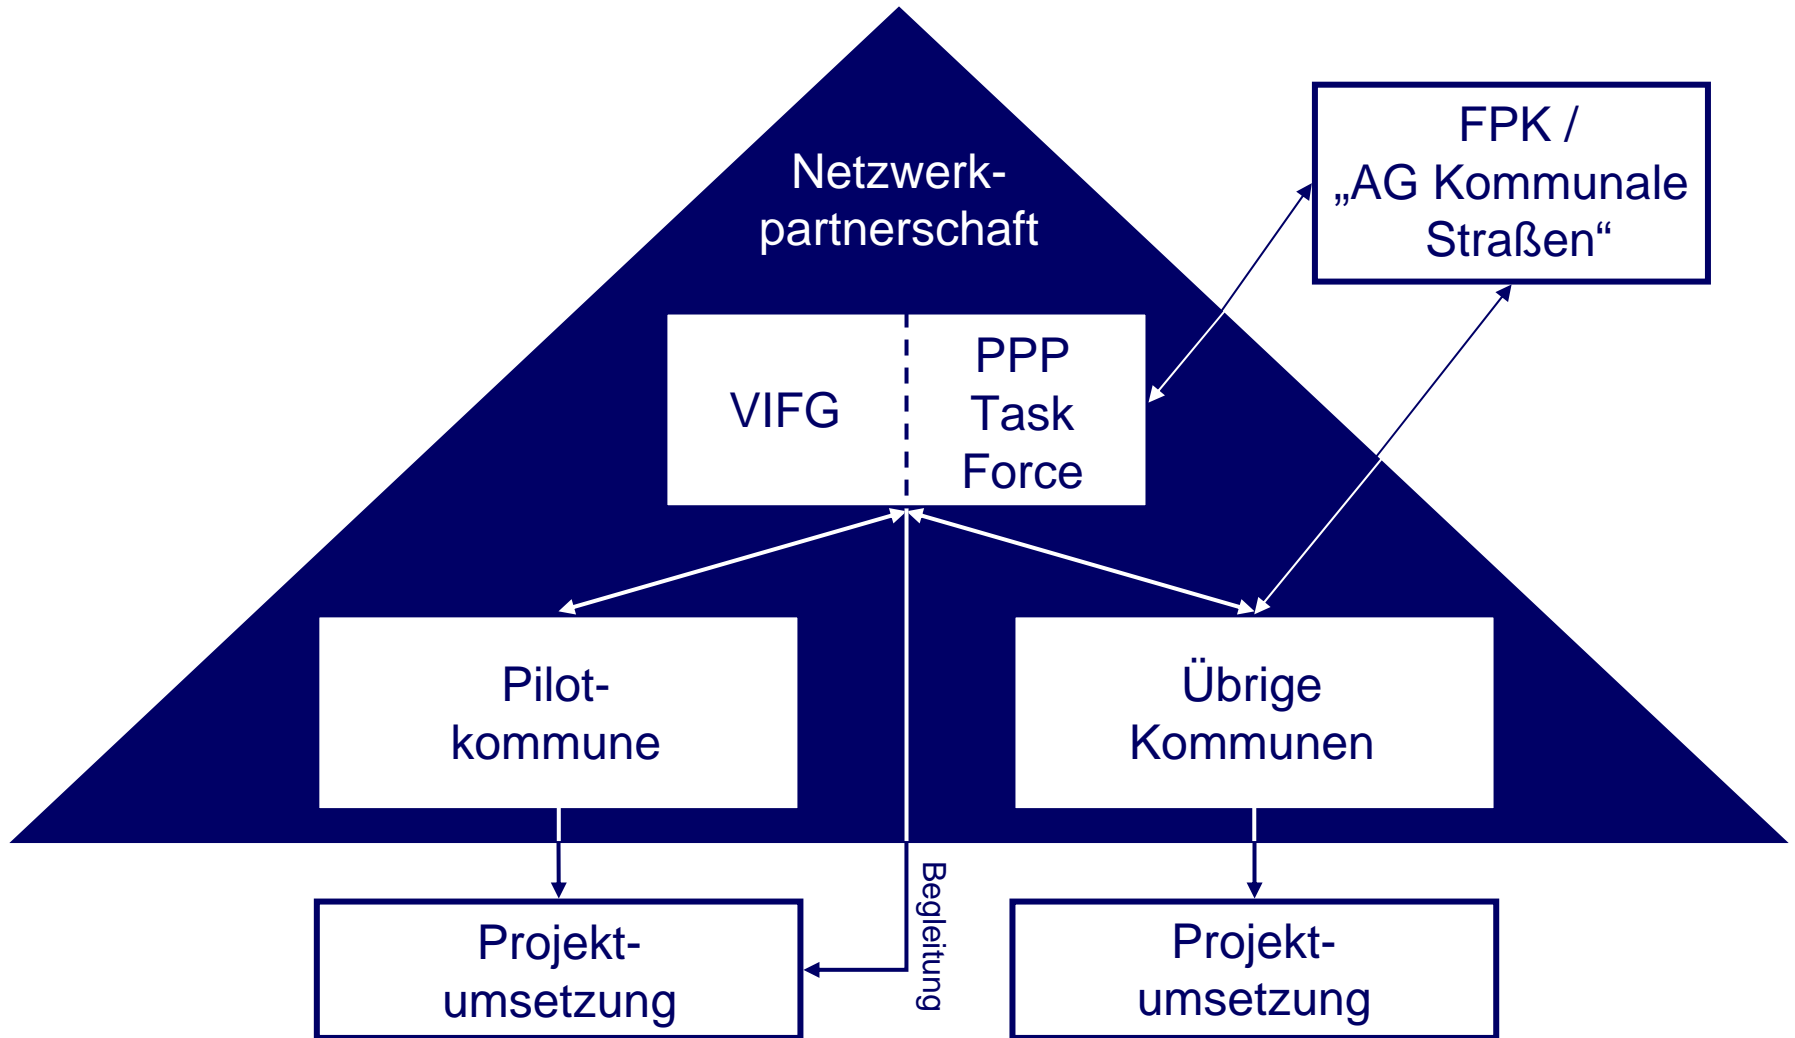 Netzwerk-
partnerschaft
FPK /
„AG Kommunale
Straßen“
VIFG
PPP
Task
Force
Pilot-
kommune
Übrige
Kommunen
Begleitung
Projekt-
umsetzung
Projekt-
umsetzung